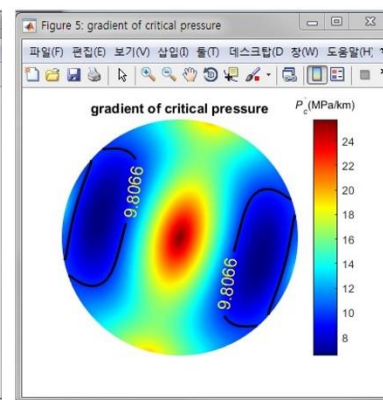 Figure 5: gradient of critical pressure
파일(F) 편집(E) 보기(V) 삽입(I) 툴(T) 데스크탑(D 창(W) 도움말(H
gradient of critical pressure
P_c(MPa/km)
9.8066
9.8066
24
22
20
18
16
14
12
10
8